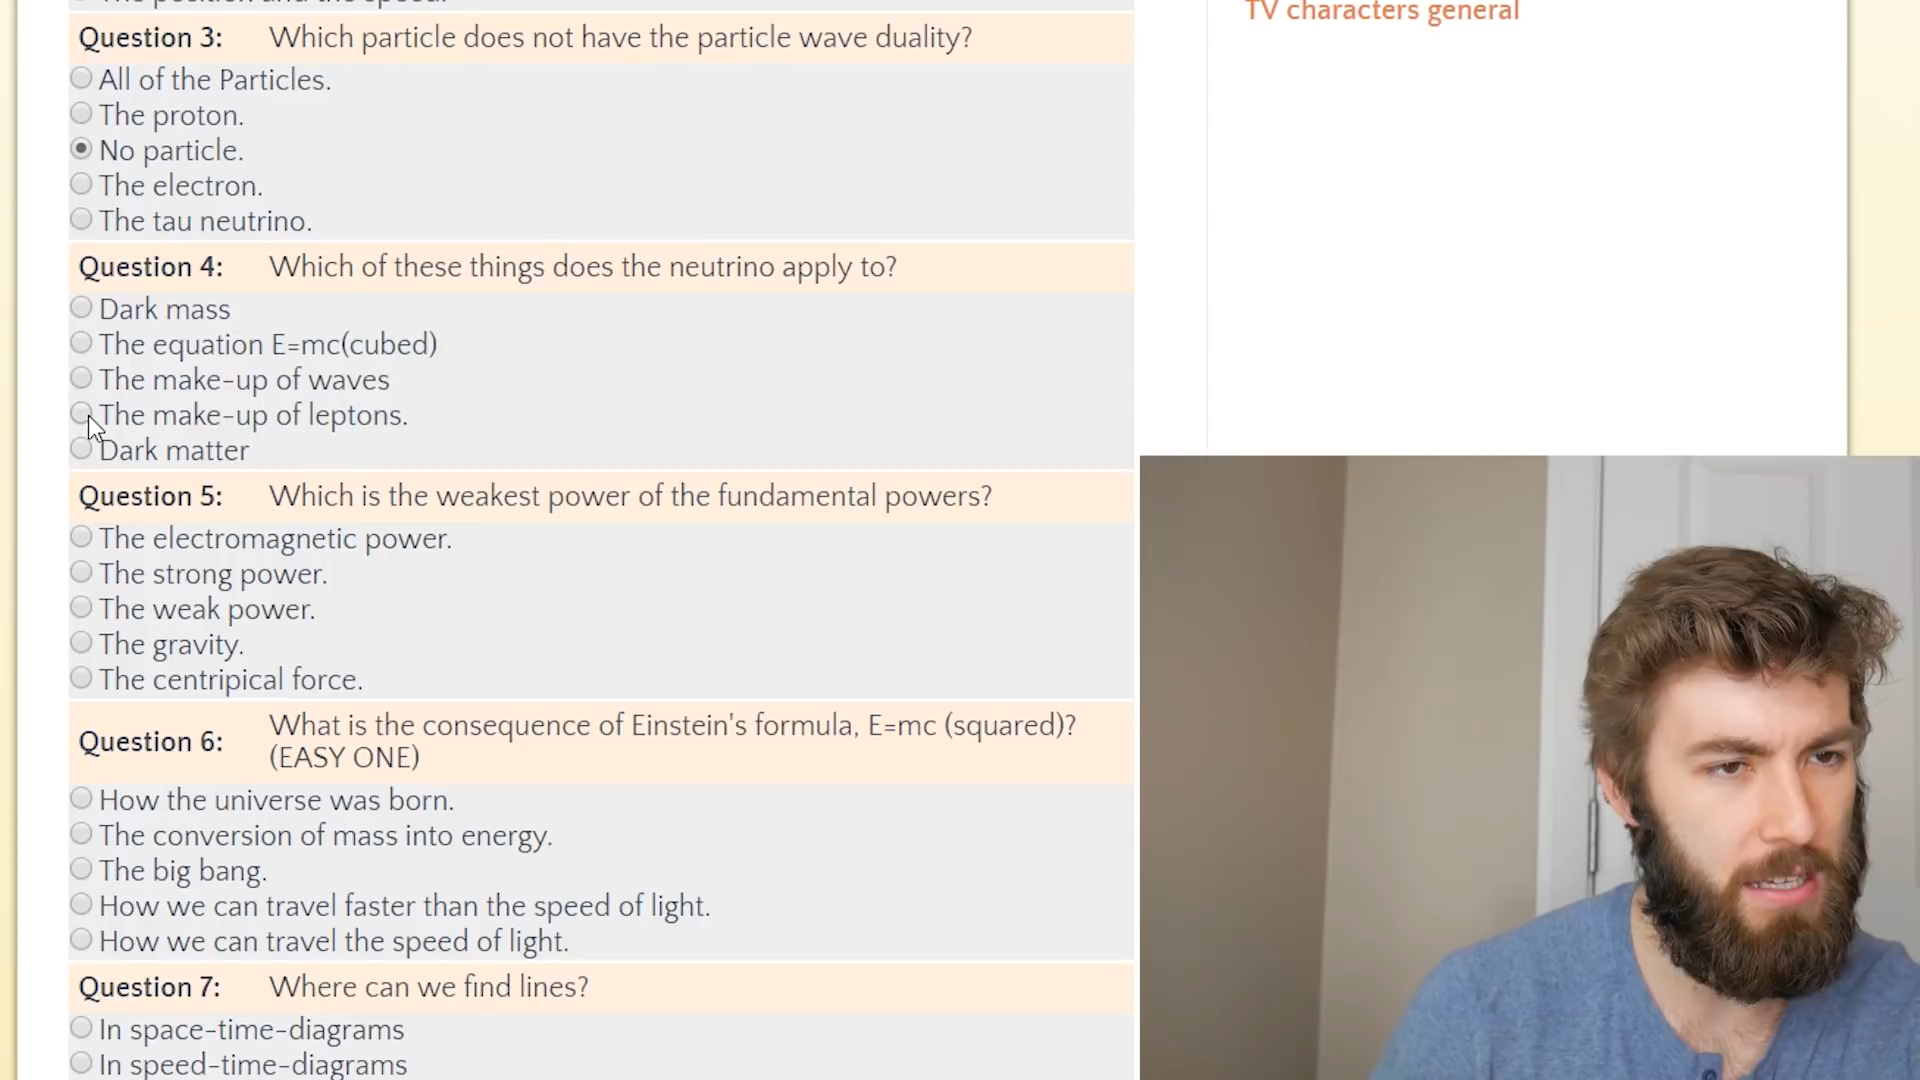 The position and the speed.
TV characters general
Question 3: Which particle does not have the particle wave duality?
All of the Particles.
The proton.
No particle.
The electron.
The tau neutrino.
Question 4: Which of these things does the neutrino apply to?
Dark mass
The equation E=mc(cubed)
The make-up of waves
The make-up of leptons.
Dark matter
Question 5: Which is the weakest power of the fundamental powers?
The electromagnetic power.
The strong power.
The weak power.
The gravity.
The centripical force.
Question 6: What is the consequence of Einstein's formula, E=mc (squared)?
(EASY ONE)
How the universe was born.
The conversion of mass into energy.
The big bang.
How we can travel faster than the speed of light.
How we can travel the speed of light.
Question 7: Where can we find lines?
In space-time-diagrams
In speed-time-diagrams